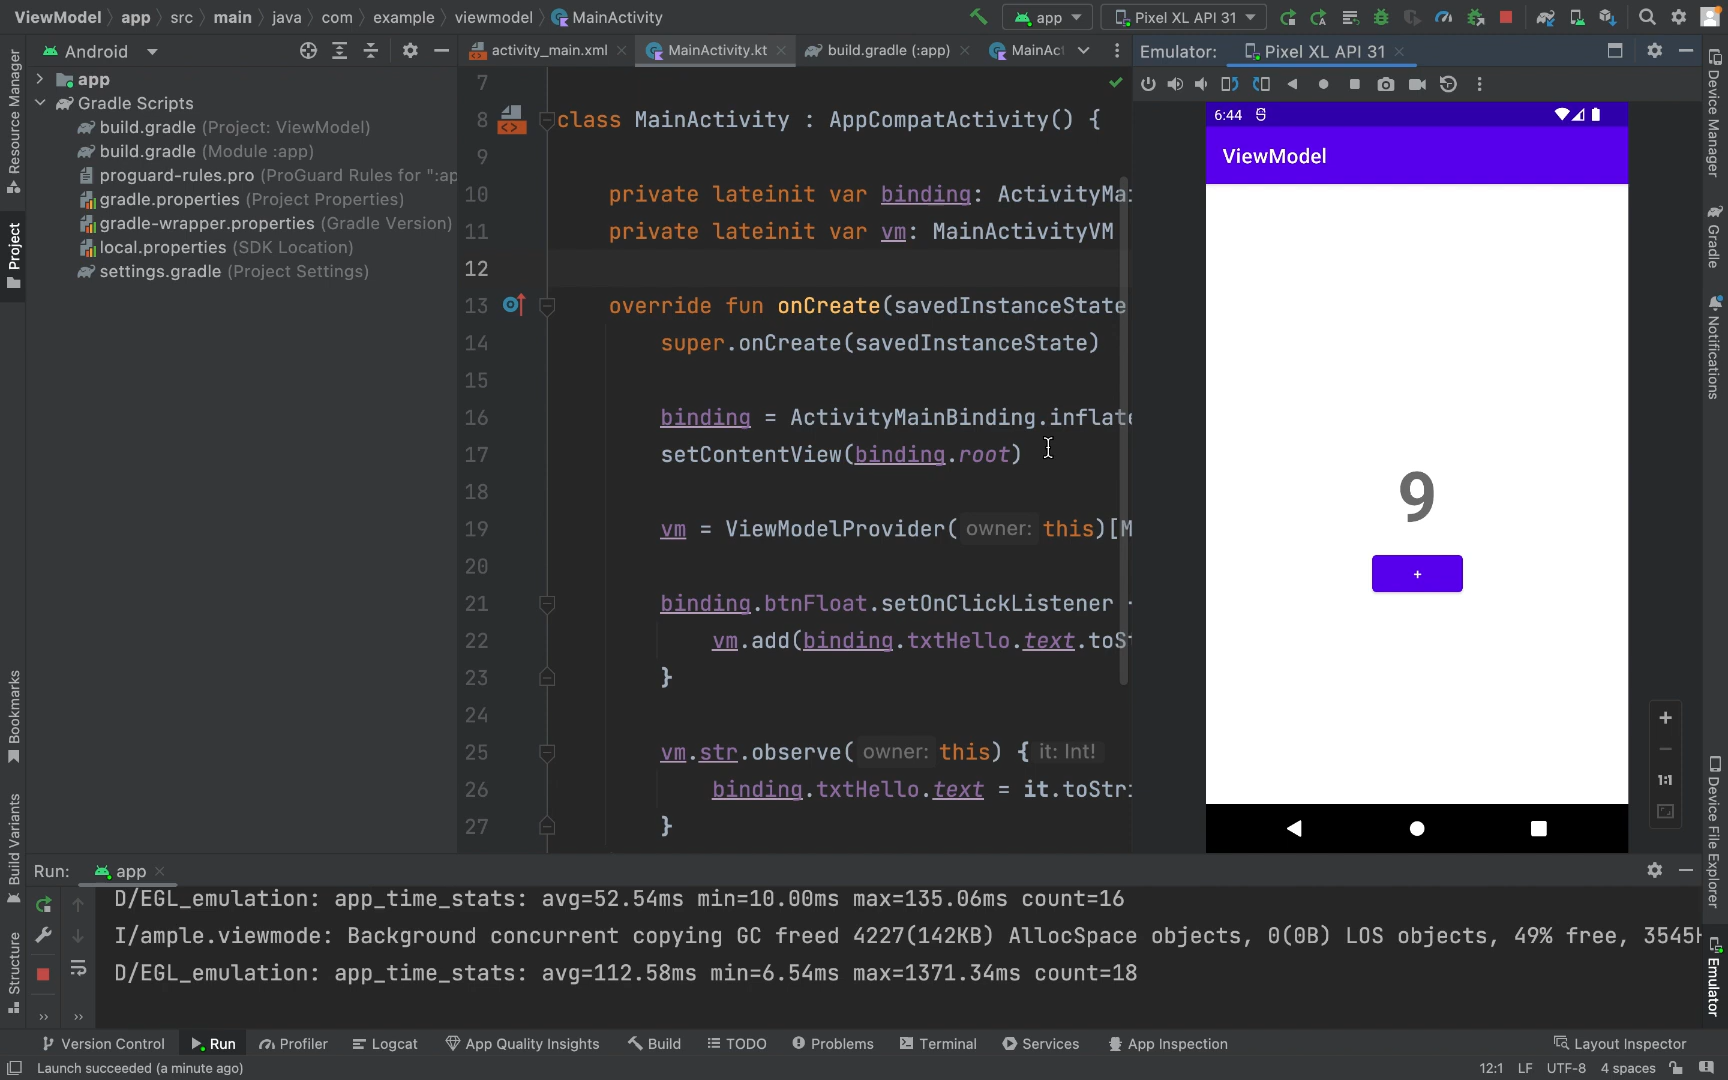 ViewModel app src main java com example viewmodel MainActivity
app Pixel XL API 31
Android
activity_main.xml MainActivity.kt build.gradle (:app) MainAct
Emulator: Pixel XL API 31
app
Gradle Scripts
build.gradle (Project: ViewModel)
build.gradle (Module :app)
proguard-rules.pro (ProGuard Rules for ":ap
gradle.properties (Project Properties)
gradle-wrapper.properties (Gradle Version)
local.properties (SDK Location)
settings.gradle (Project Settings)
Resource Manager
Project
Bookmarks
Build Variants
Structure
7
8 class MainActivity : AppCompatActivity() {
9
10 private lateinit var binding: ActivityMai
11 private lateinit var vm: MainActivityVM
12
13 override fun onCreate(savedInstanceState
14 super.onCreate(savedInstanceState)
15
16 binding = ActivityMainBinding.inflate
17 setContentView(binding.root)
18
19 vm = ViewModelProvider( owner: this)[M
20
21 binding.btnFloat.setOnClickListener
22 vm.add(binding.txtHello.text.toSt
23 }
24
25 vm.str.observe( owner: this) { it: Int!
26 binding.txtHello.text = it.toStri
27 }
6:44
ViewModel
9
+
1:1
Device Manager
Gradle
Notifications
Device File Explorer
Emulator
Run: app
D/EGL_emulation: app_time_stats: avg=52.54ms min=10.00ms max=135.06ms count=16
I/ample.viewmode: Background concurrent copying GC freed 4227(142KB) AllocSpace objects, 0(0B) LOS objects, 49% free, 3545K
D/EGL_emulation: app_time_stats: avg=112.58ms min=6.54ms max=1371.34ms count=18
Version Control Run Profiler Logcat App Quality Insights Build TODO Problems Terminal Services App Inspection Layout Inspector
Launch succeeded (a minute ago) 12:1 LF UTF-8 4 spaces